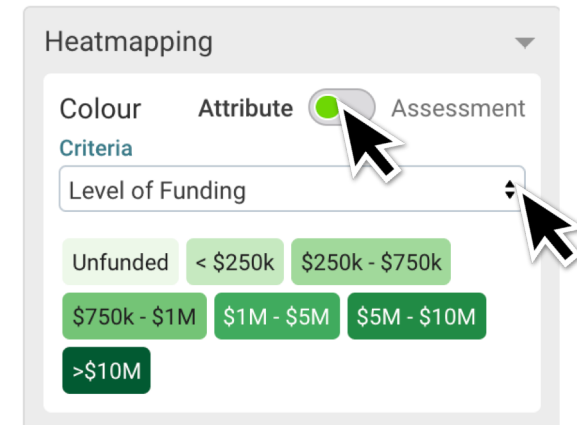 Heatmapping
Colour Attribute Assessment
Criteria
Level of Funding
Unfunded < $250k $250k - $750k
$750k - $1M $1M - $5M $5M - $10M
>$10M